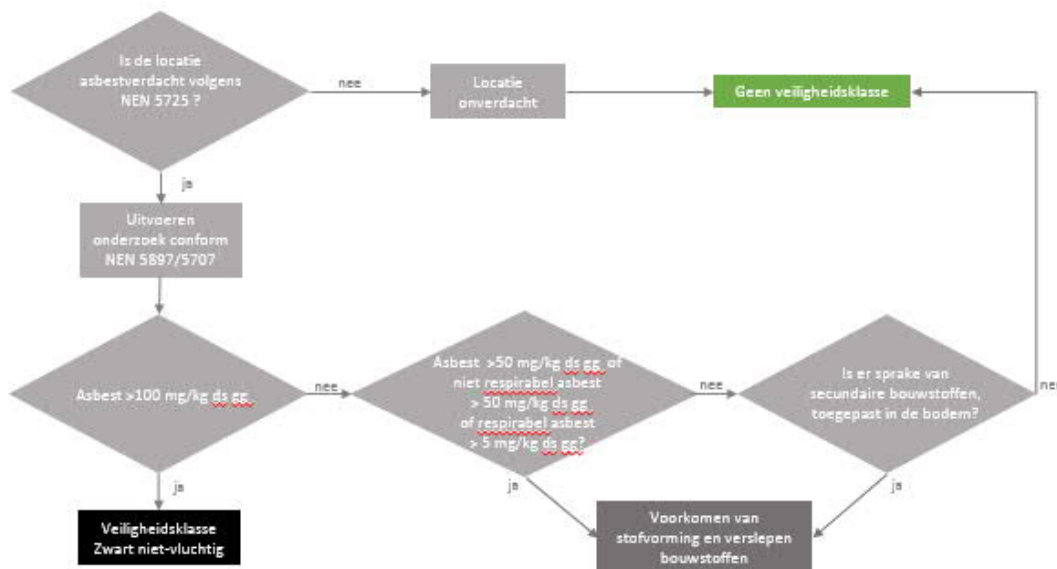 Is de locatie
asbestverdacht volgens
NEN 5725 ?
nee
Locatie
onverdacht
Geen veiligheidsklasse
ja
Uitvoeren
onderzoek conform
NEN 5897/5707
Asbest >100 mg/kg ds gg
nee
Asbest >50 mg/kg ds gg of
niet respirabel asbest
> 50 mg/kg ds gg
of respirabel asbest
> 5 mg/kg ds gg?
nee
Is er sprake van
secundaire bouwstoffen,
toegepast in de bodem?
nee
ja
ja
ja
Veiligheidsklasse
Zwart niet-vluchtig
Voorkomen van
stofvorming en verslepen
bouwstoffen